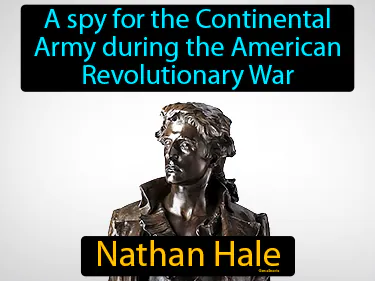 A spy for the Continental
Army during the American
Revolutionary War
Nathan Hale